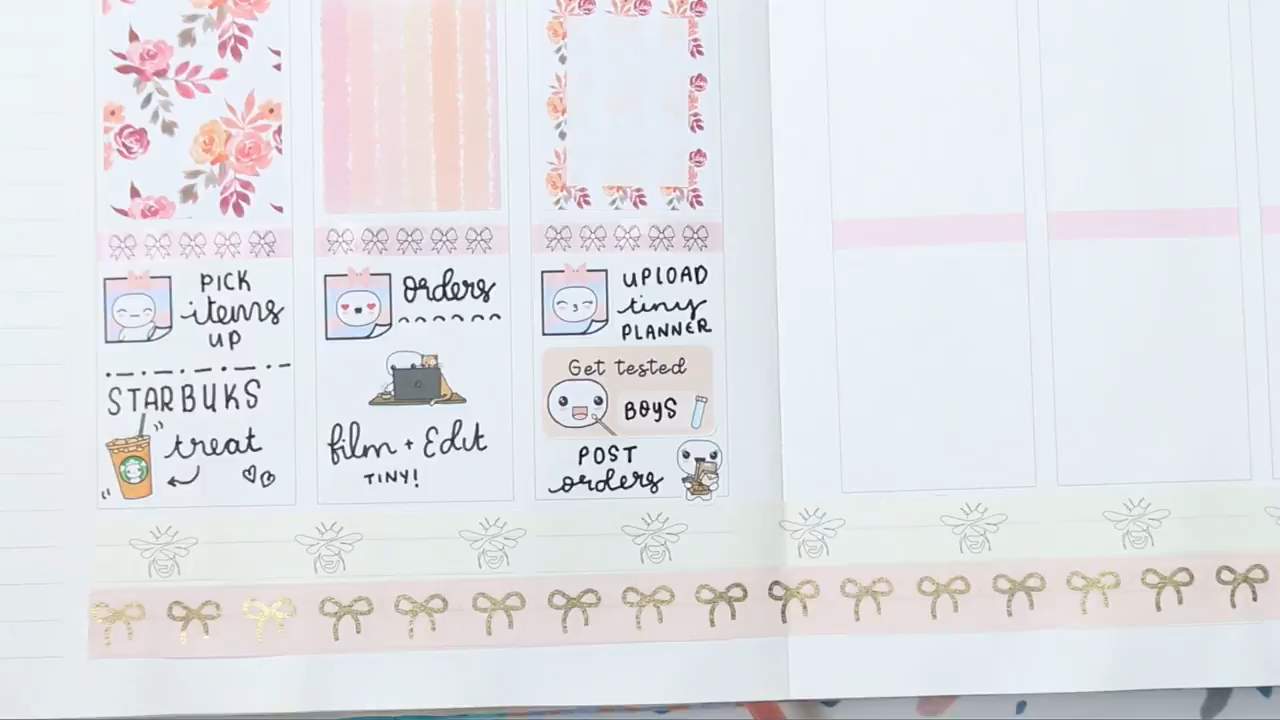 PICK
items
UP
STARBUKS
treat
orders
film + Edit
TINY!
UPLOAD
tiny
PLANNER
Get tested
BOYS
POST
orders